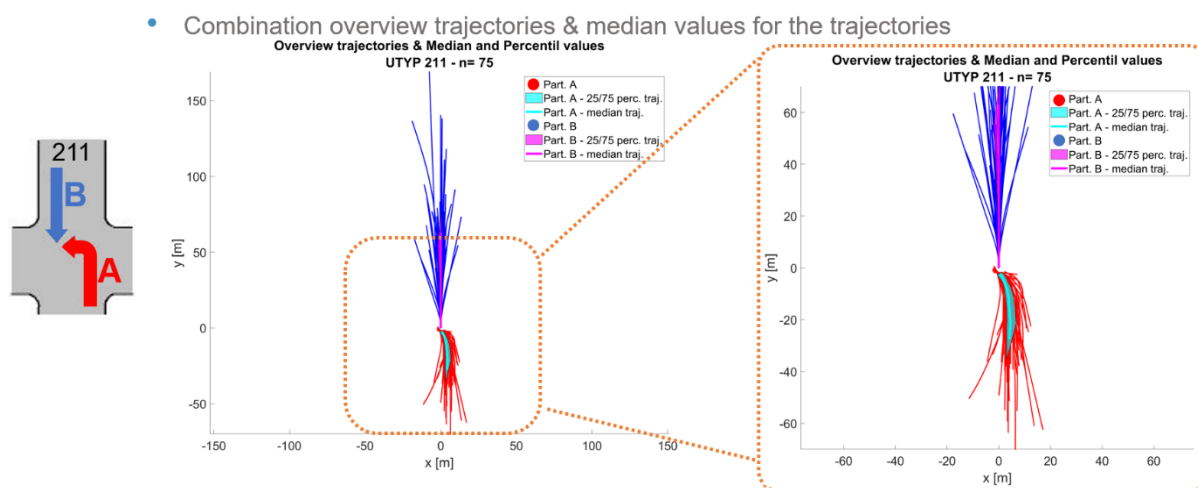 • Combination overview trajectories & median values for the trajectories
211
B
A
Overview trajectories & Median and Percentil values
UTYP 211 - n= 75
Part. A
Part. A - 25/75 perc. traj.
Part. A - median traj.
Part. B
Part. B - 25/75 perc. traj.
Part. B - median traj.
y [m]
150
100
50
0
-50
-150
-100
-50
0
50
100
150
x [m]
Overview trajectories & Median and Percentil values
UTYP 211 - n= 75
Part. A
Part. A - 25/75 perc. traj.
Part. A - median traj.
Part. B
Part. B - 25/75 perc. traj.
Part. B - median traj.
y [m]
60
40
20
0
-20
-40
-60
-60
-40
-20
0
20
40
60
x [m]